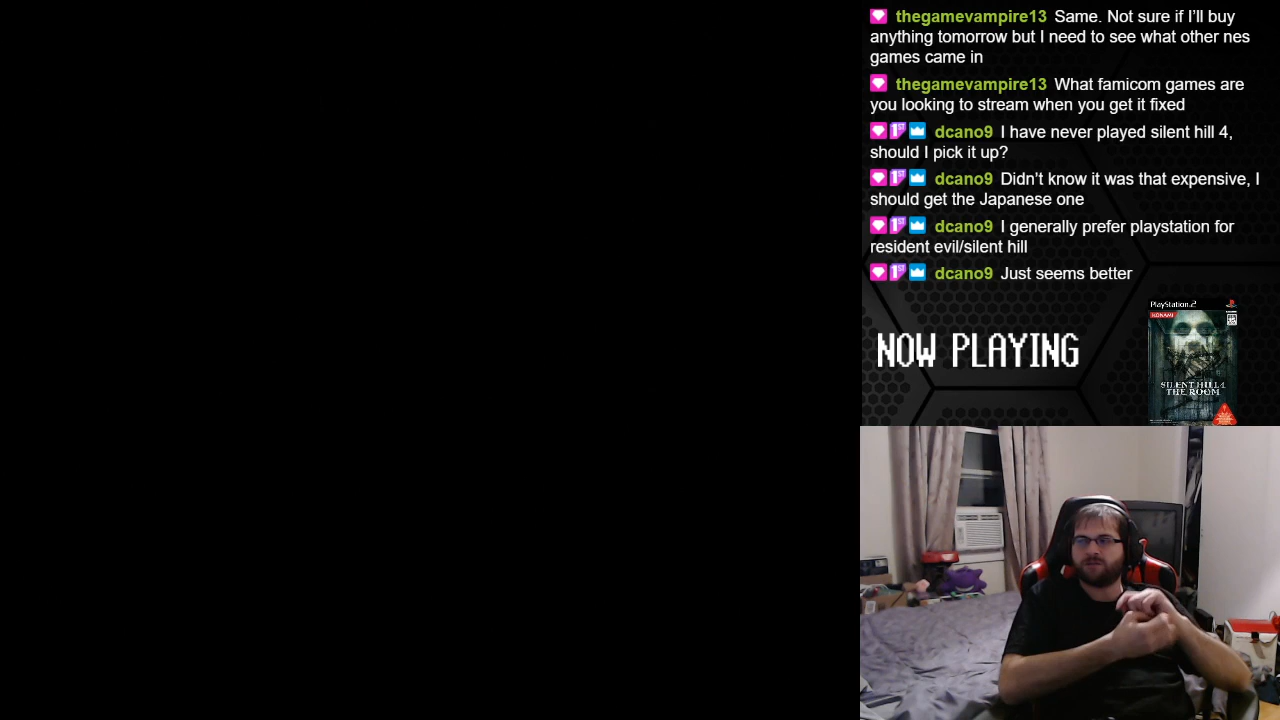 thegamevampire13 Same. Not sure if I’ll buy
anything tomorrow but I need to see what other nes
games came in
thegamevampire13 What famicom games are
you looking to stream when you get it fixed
1ST dcano9 I have never played silent hill 4,
should I pick it up?
1ST dcano9 Didn't know it was that expensive, I
should get the Japanese one
1ST dcano9 I generally prefer playstation for
resident evil/silent hill
1ST dcano9 Just seems better
PlayStation.2
KONAMI
NOW PLAYING
SILENT HILL 4
THE ROOM